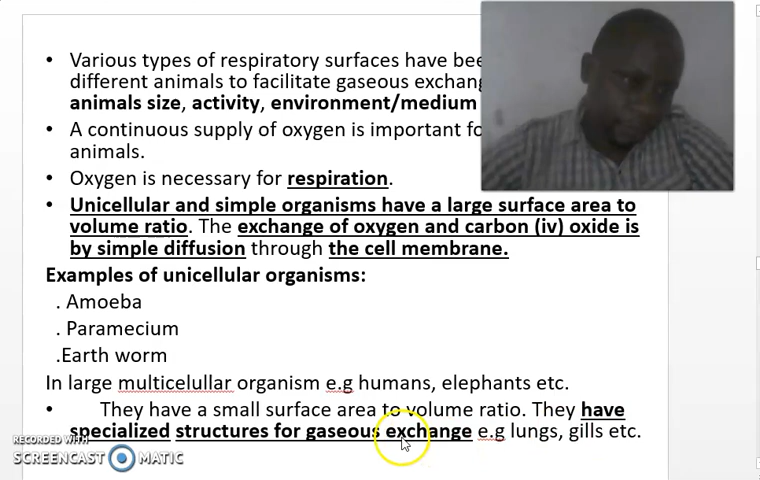 • Various types of respiratory surfaces have
different animals to facilitate gaseous
animals size, activity, environment/medium
• A continuous supply of oxygen is important
animals.
• Oxygen is necessary for respiration.
• Unicellular and simple organisms have a large surface area to
volume ratio. The exchange of oxygen and carbon (iv) oxide is
by simple diffusion through the cell membrane.
Examples of unicellular organisms:
. Amoeba
. Paramecium
.Earth worm
In large multicelullar organism e.g humans, elephants etc.
• They have a small surface area to volume ratio. They have
specialized structures for gaseous exchange e.g lungs, gills etc.
RECORDED WITH
SCREENCAST MATIC